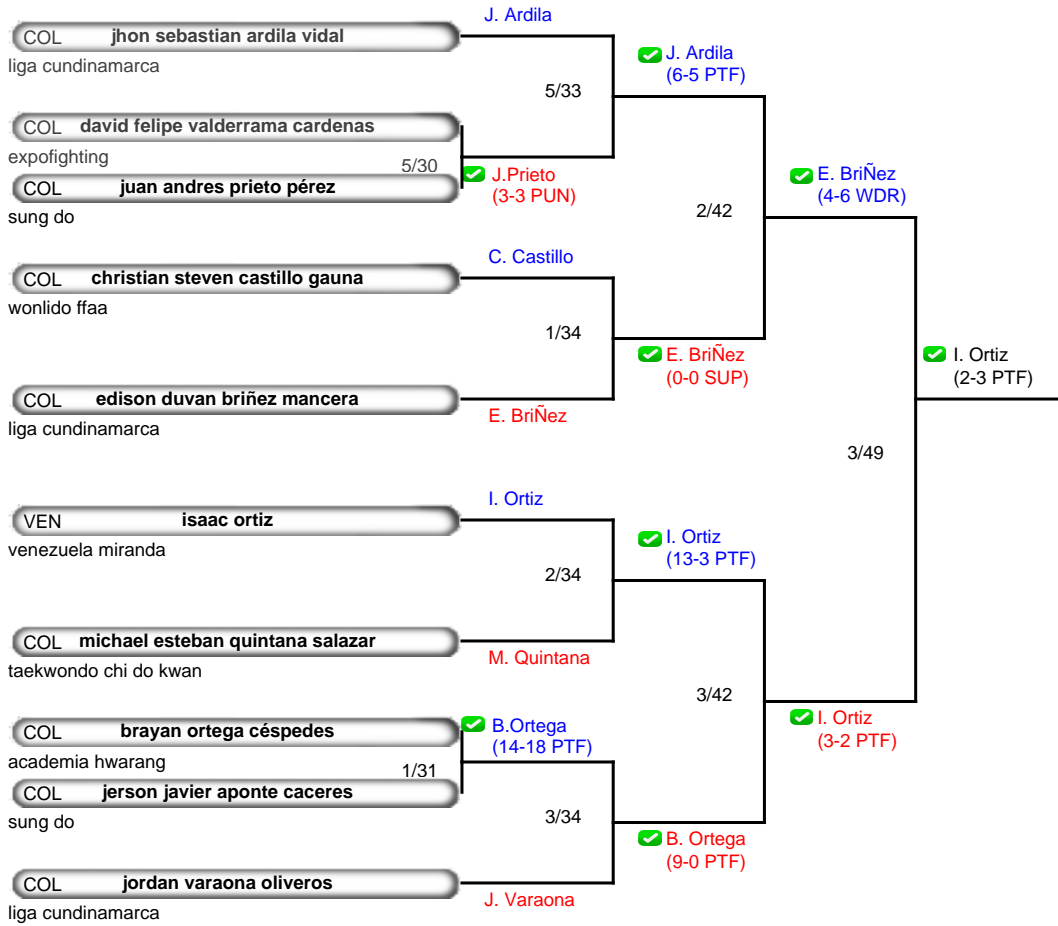 J. Ardila
COL jhon sebastian ardila vidal
liga cundinamarca
J. Ardila
(6-5 PTF)
5/33
COL david felipe valderrama cardenas
expofighting
5/30
J.Prieto
(3-3 PUN)
COL juan andres prieto pérez
sung do
E. BriÑez
(4-6 WDR)
2/42
C. Castillo
COL christian steven castillo gauna
wonlido ffaa
1/34
E. BriÑez
(0-0 SUP)
I. Ortiz
(2-3 PTF)
COL edison duvan briñez mancera
E. BriÑez
liga cundinamarca
3/49
I. Ortiz
VEN isaac ortiz
venezuela miranda
I. Ortiz
(13-3 PTF)
2/34
COL michael esteban quintana salazar
M. Quintana
taekwondo chi do kwan
3/42
I. Ortiz
(3-2 PTF)
COL brayan ortega céspedes
B.Ortega
(14-18 PTF)
academia hwarang
1/31
COL jerson javier aponte caceres
sung do
3/34
B. Ortega
(9-0 PTF)
COL jordan varaona oliveros
J. Varaona
liga cundinamarca